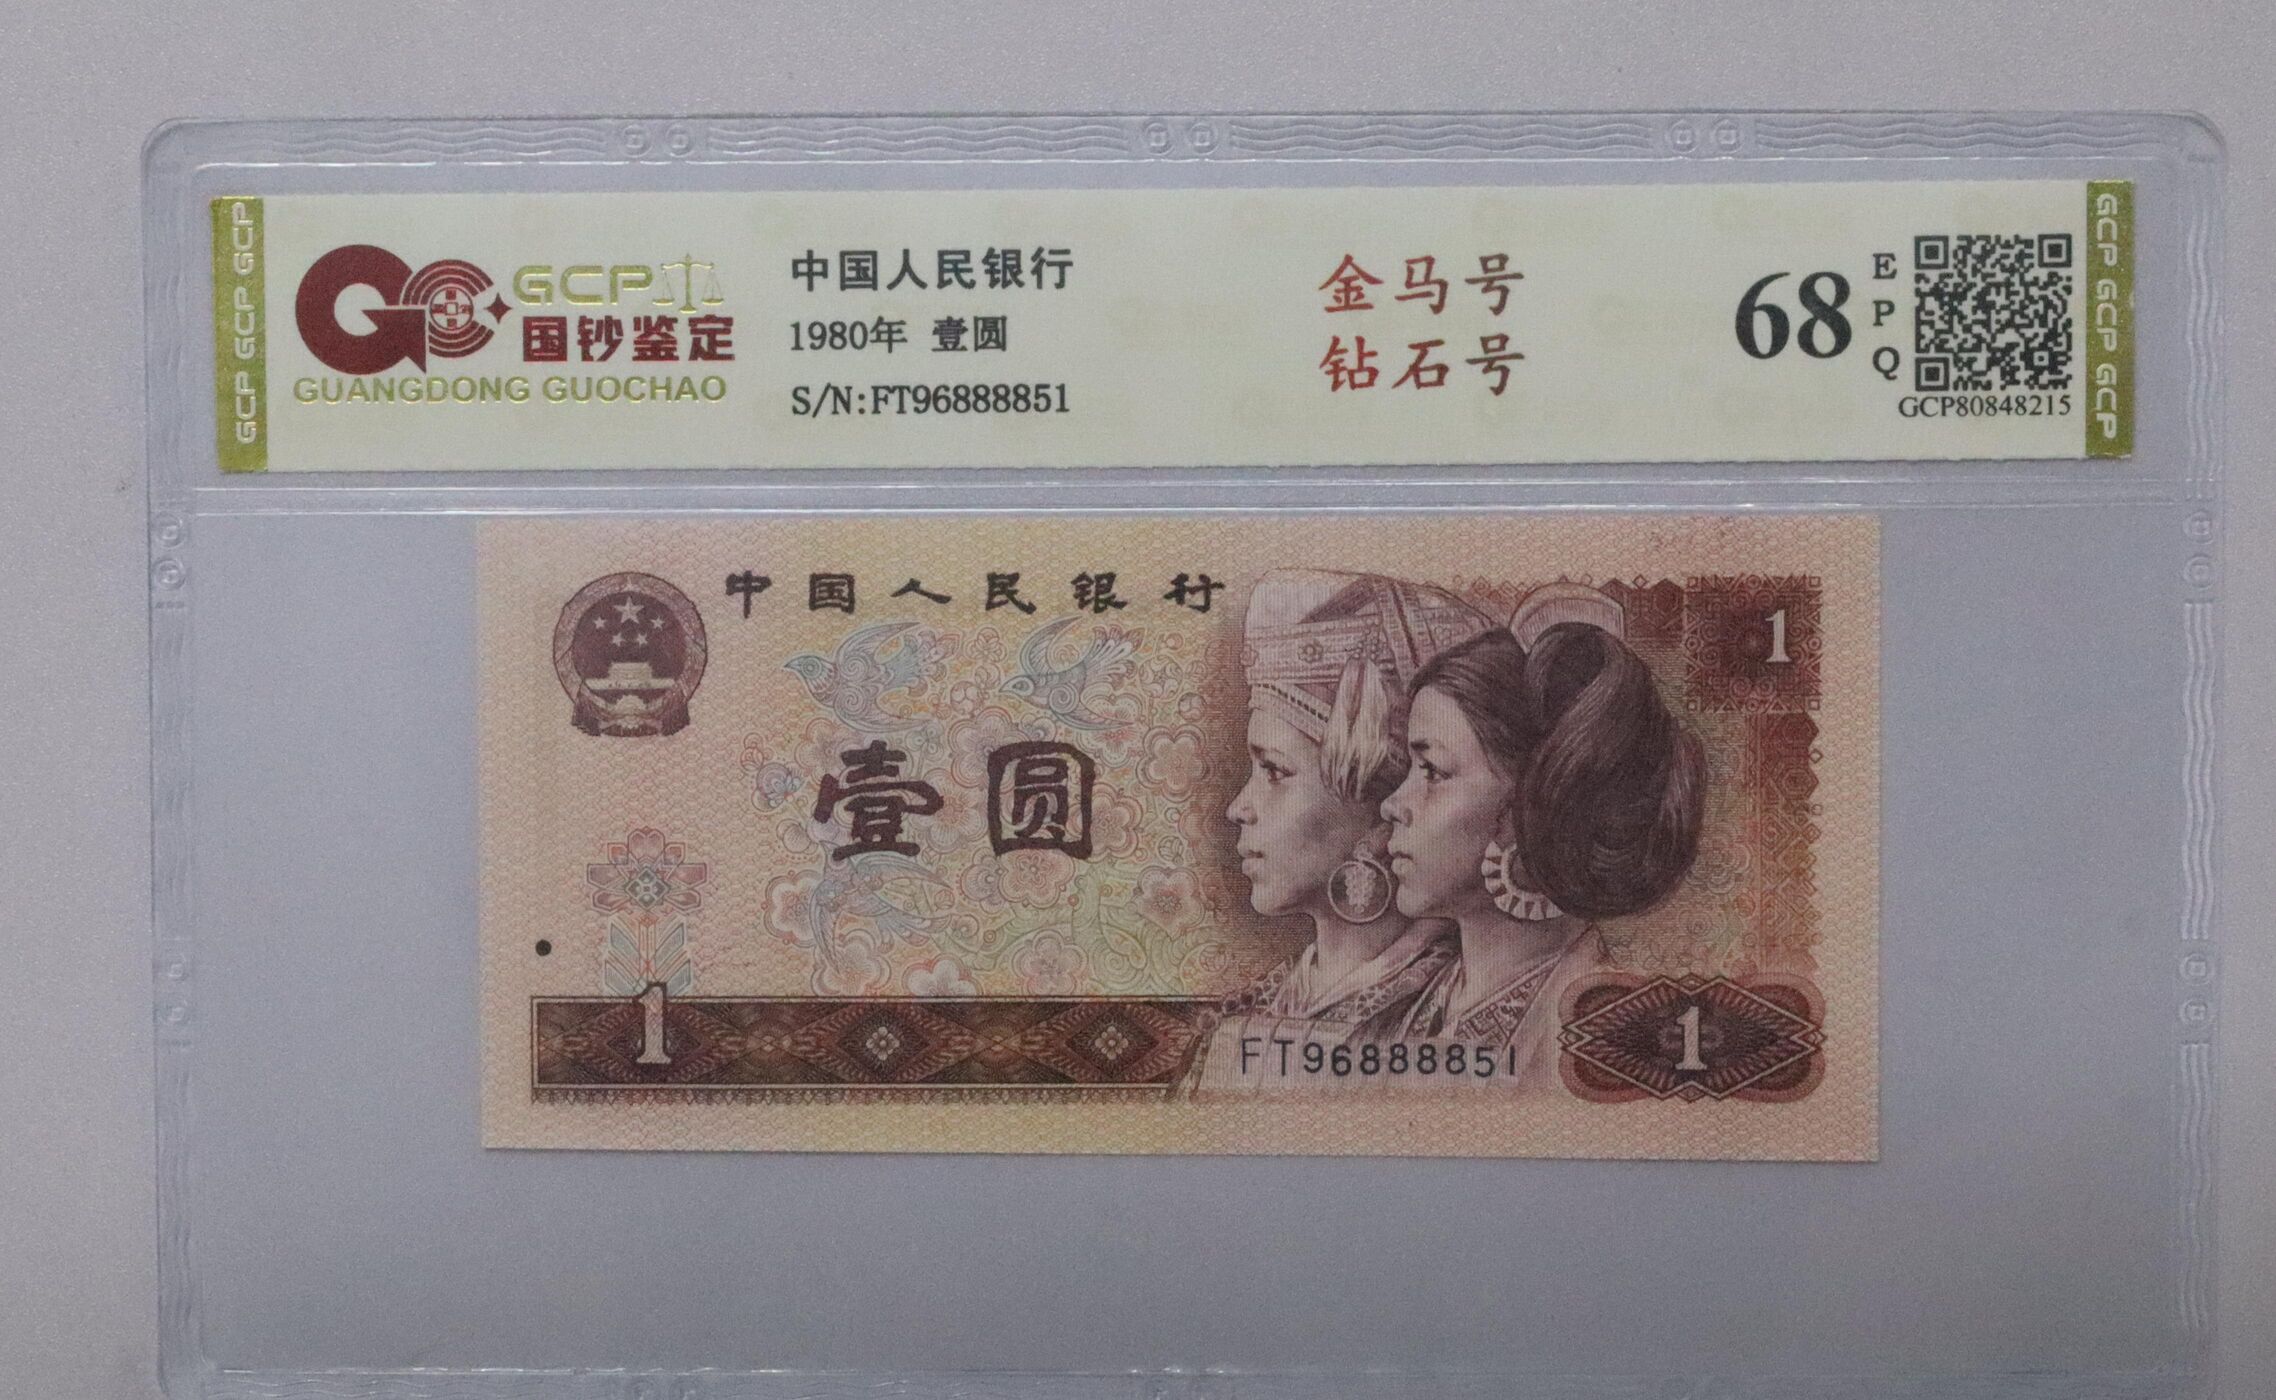 GCP GCP GCP
GCP
国钞鉴定
GUANGDONG GUOCHAO
中国人民银行
1980年 壹圆
S/N:FT96888851
金马号
钻石号
68
E
P
Q
GCP80848215
GCP GCP GCP
中国人民银行
1
壹圆
1
FT96888851
1